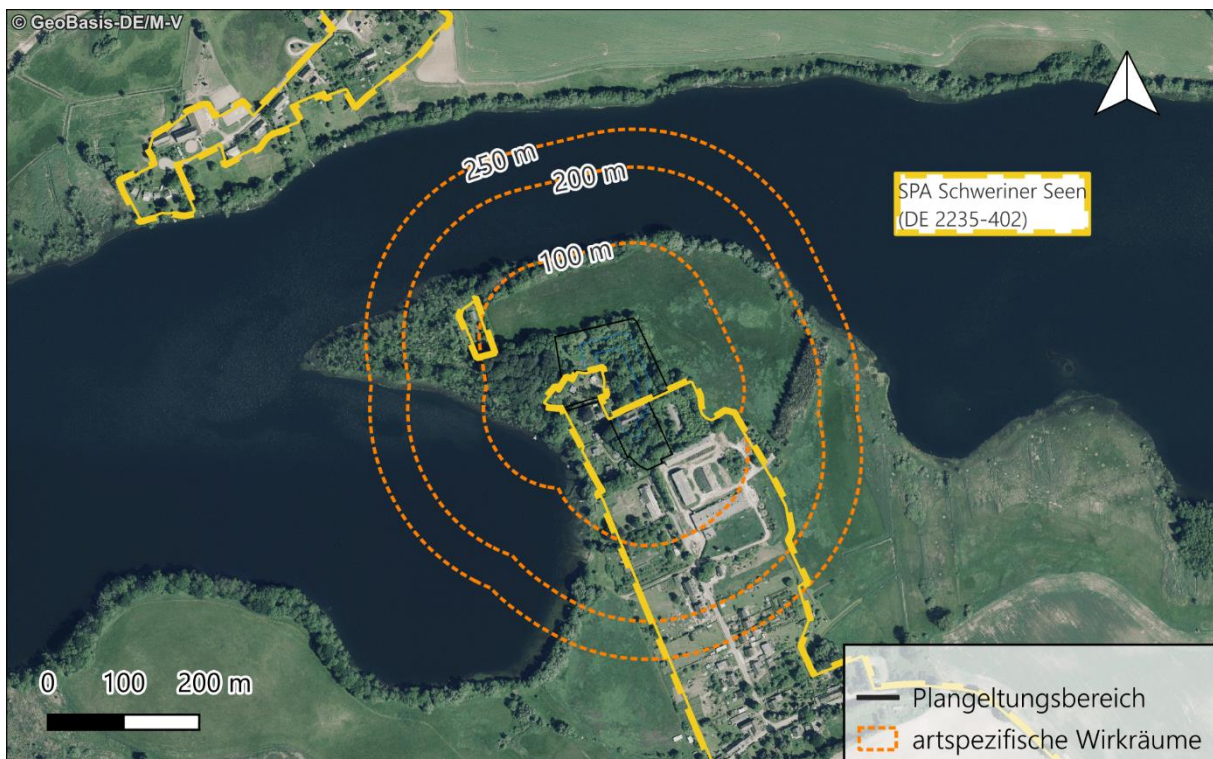 © GeoBasis-DE/M-V
250 m
200 m
100 m
SPA Schweriner Seen
(DE 2235-402)
0 100 200 m
Plangeltungsbereich
artspezifische Wirkräume